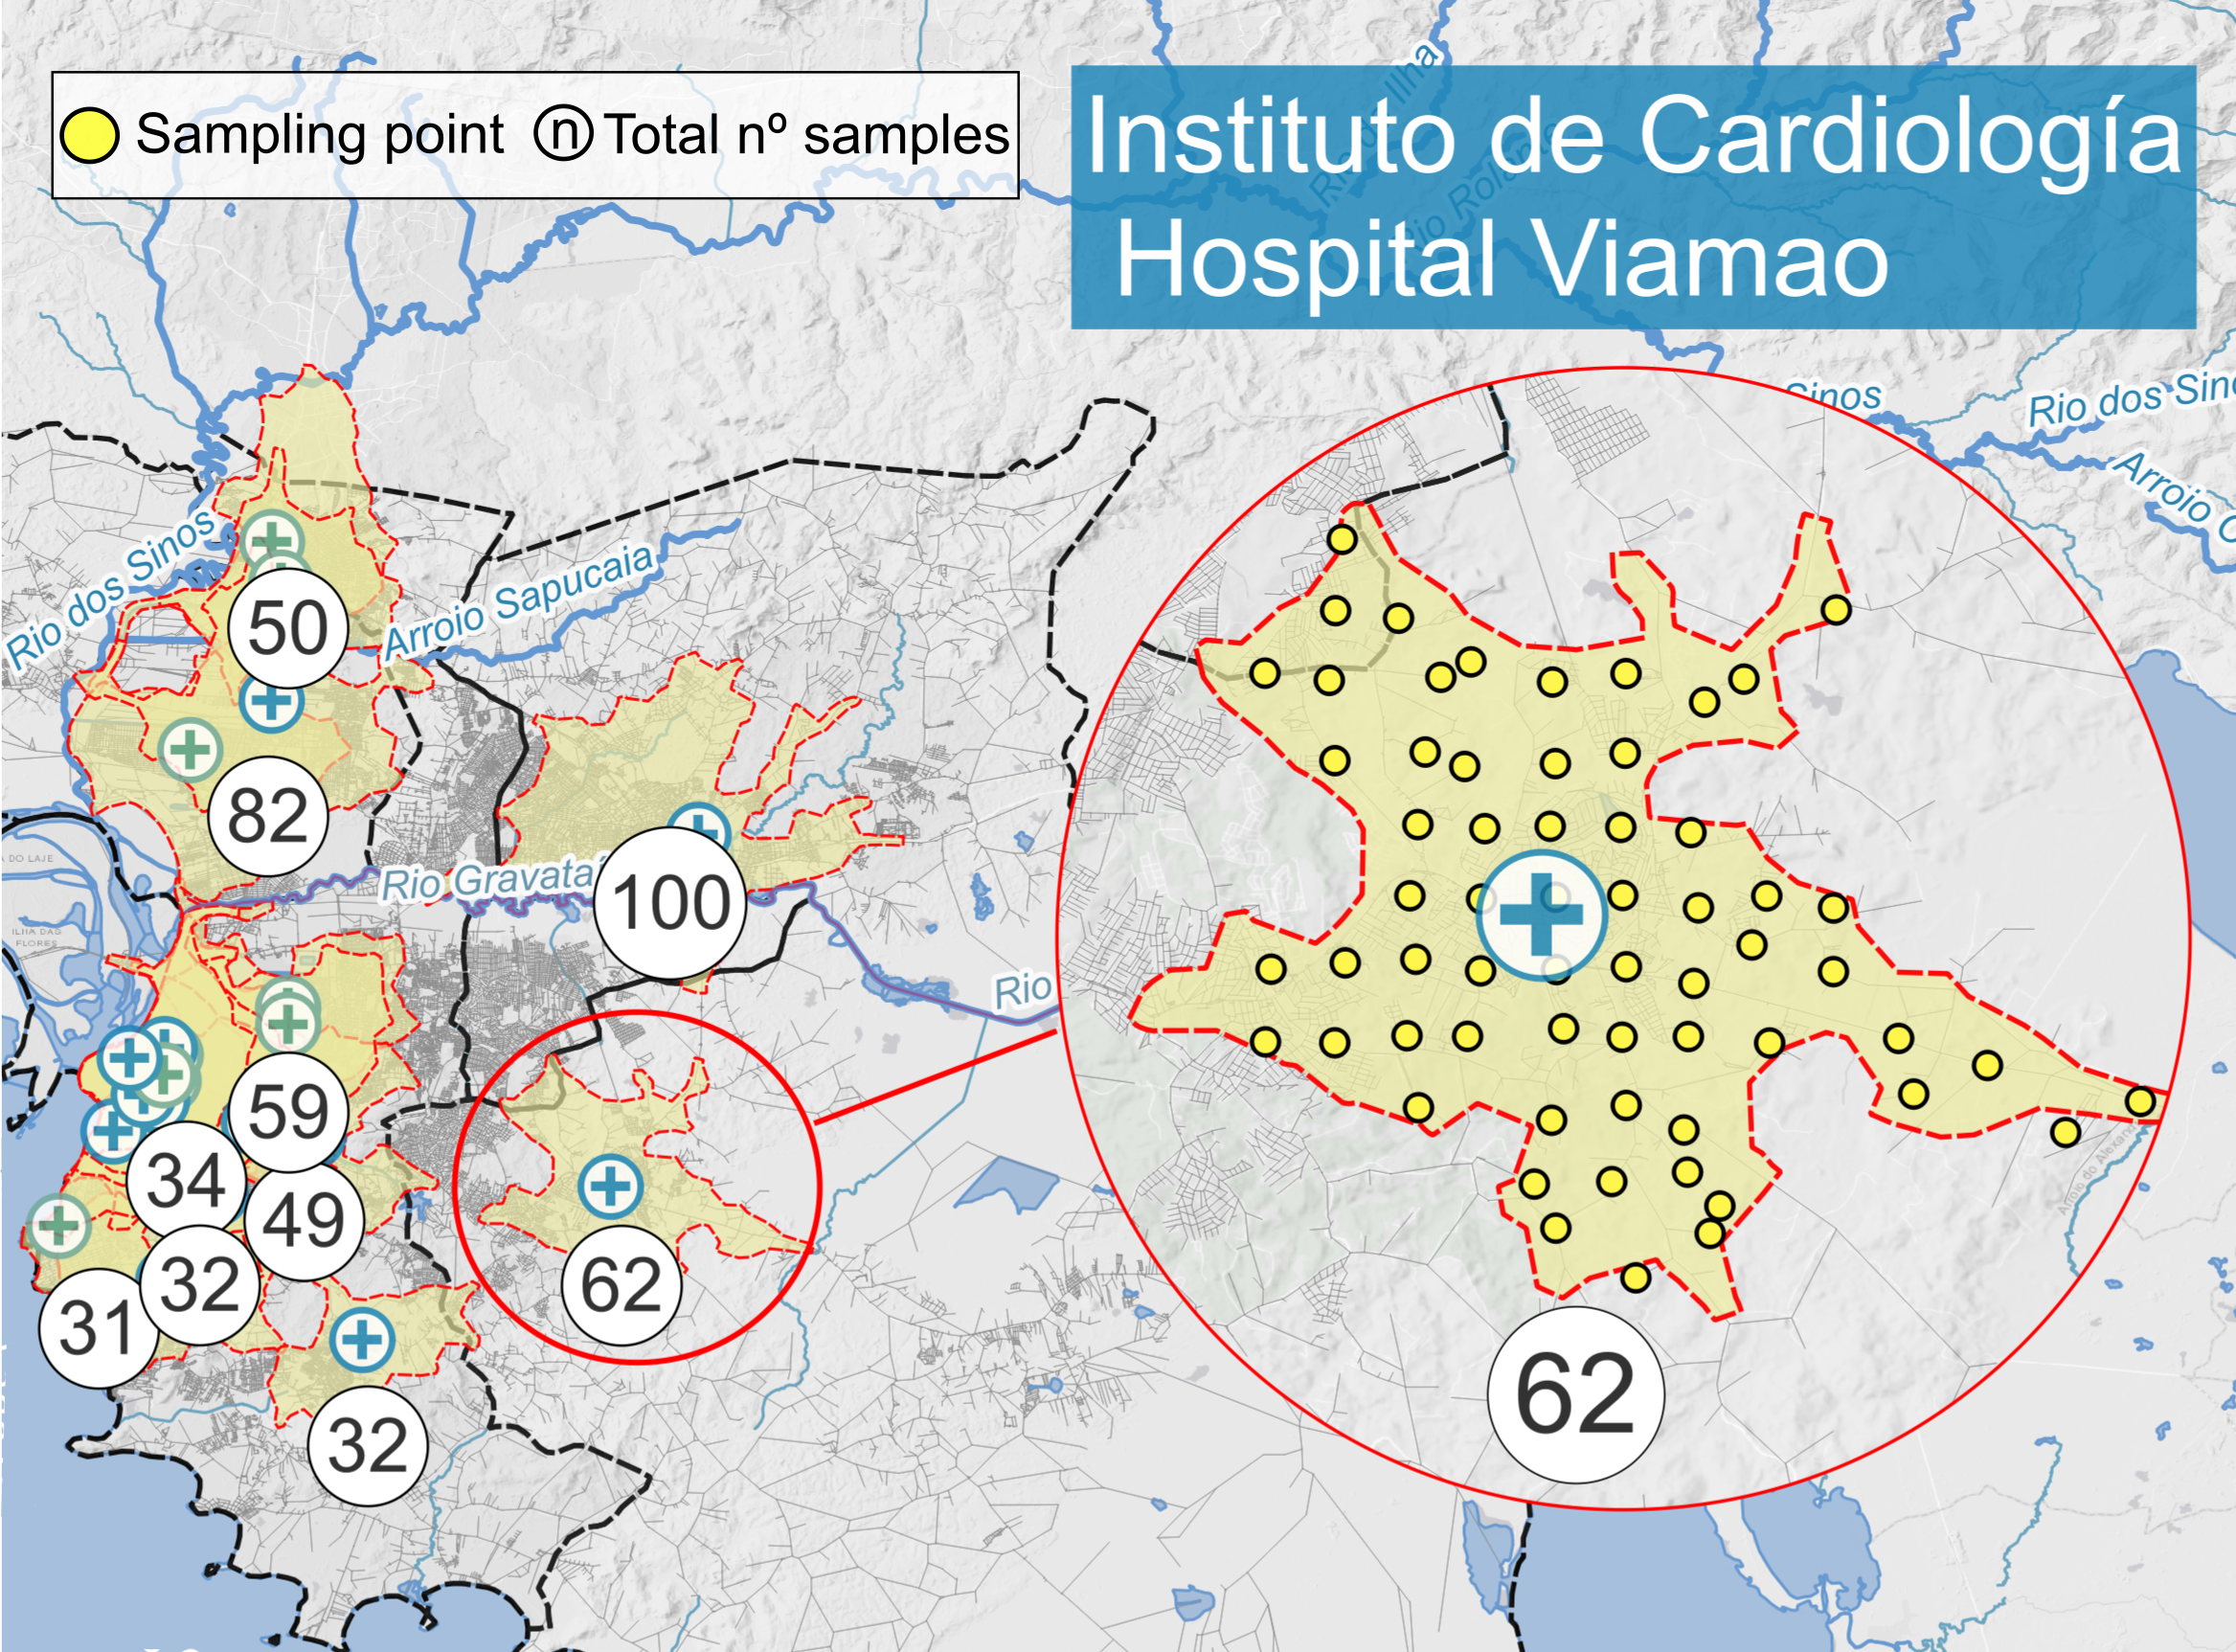 Sampling point
n Total nº samples
Instituto de Cardiología
Hospital Viamao
Sinos
Rio dos
Arroio
Rio dos Sinos
Arroio Sapucaia
50
82
Rio Gravataí
100
Rio
A DO LAJE
ILHA DAS
FLORES
59
34
49
32
31
62
32
62